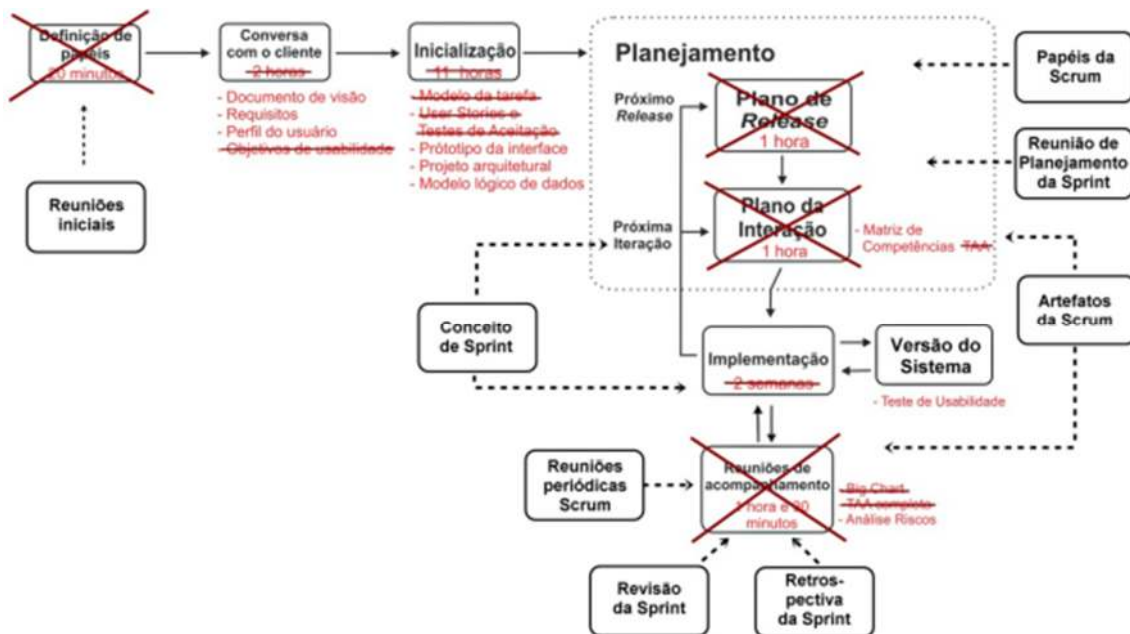 Definição de
papéis
20 minutos
Conversa
com o cliente
2 horas
- Documento de visão
- Requisitos
- Perfil do usuário
- Objetivos de usabilidade
Inicialização
11 horas
- Modelo da tarefa
- User Stories e
Testes de Aceitação
- Prótotipo da interface
- Projeto arquitetural
- Modelo lógico de dados
Planejamento
Próximo
Release
Plano de
Release
1 hora
Próxima
Iteração
Plano da
Interação
1 hora
- Matriz de
Competências TAA
Papéis da
Scrum
Reunião de
Planejamento
da Sprint
Reuniões
iniciais
Conceito
de Sprint
Artefatos
da Scrum
Implementação
2 semanas
Versão do
Sistema
- Teste de Usabilidade
Reuniões
periódicas
Scrum
Reuniões de
acompanhamento
1 hora e 30
minutos
- Big Chart
- TAA completo
- Análise Riscos
Revisão
da Sprint
Retros-
pectiva
da Sprint